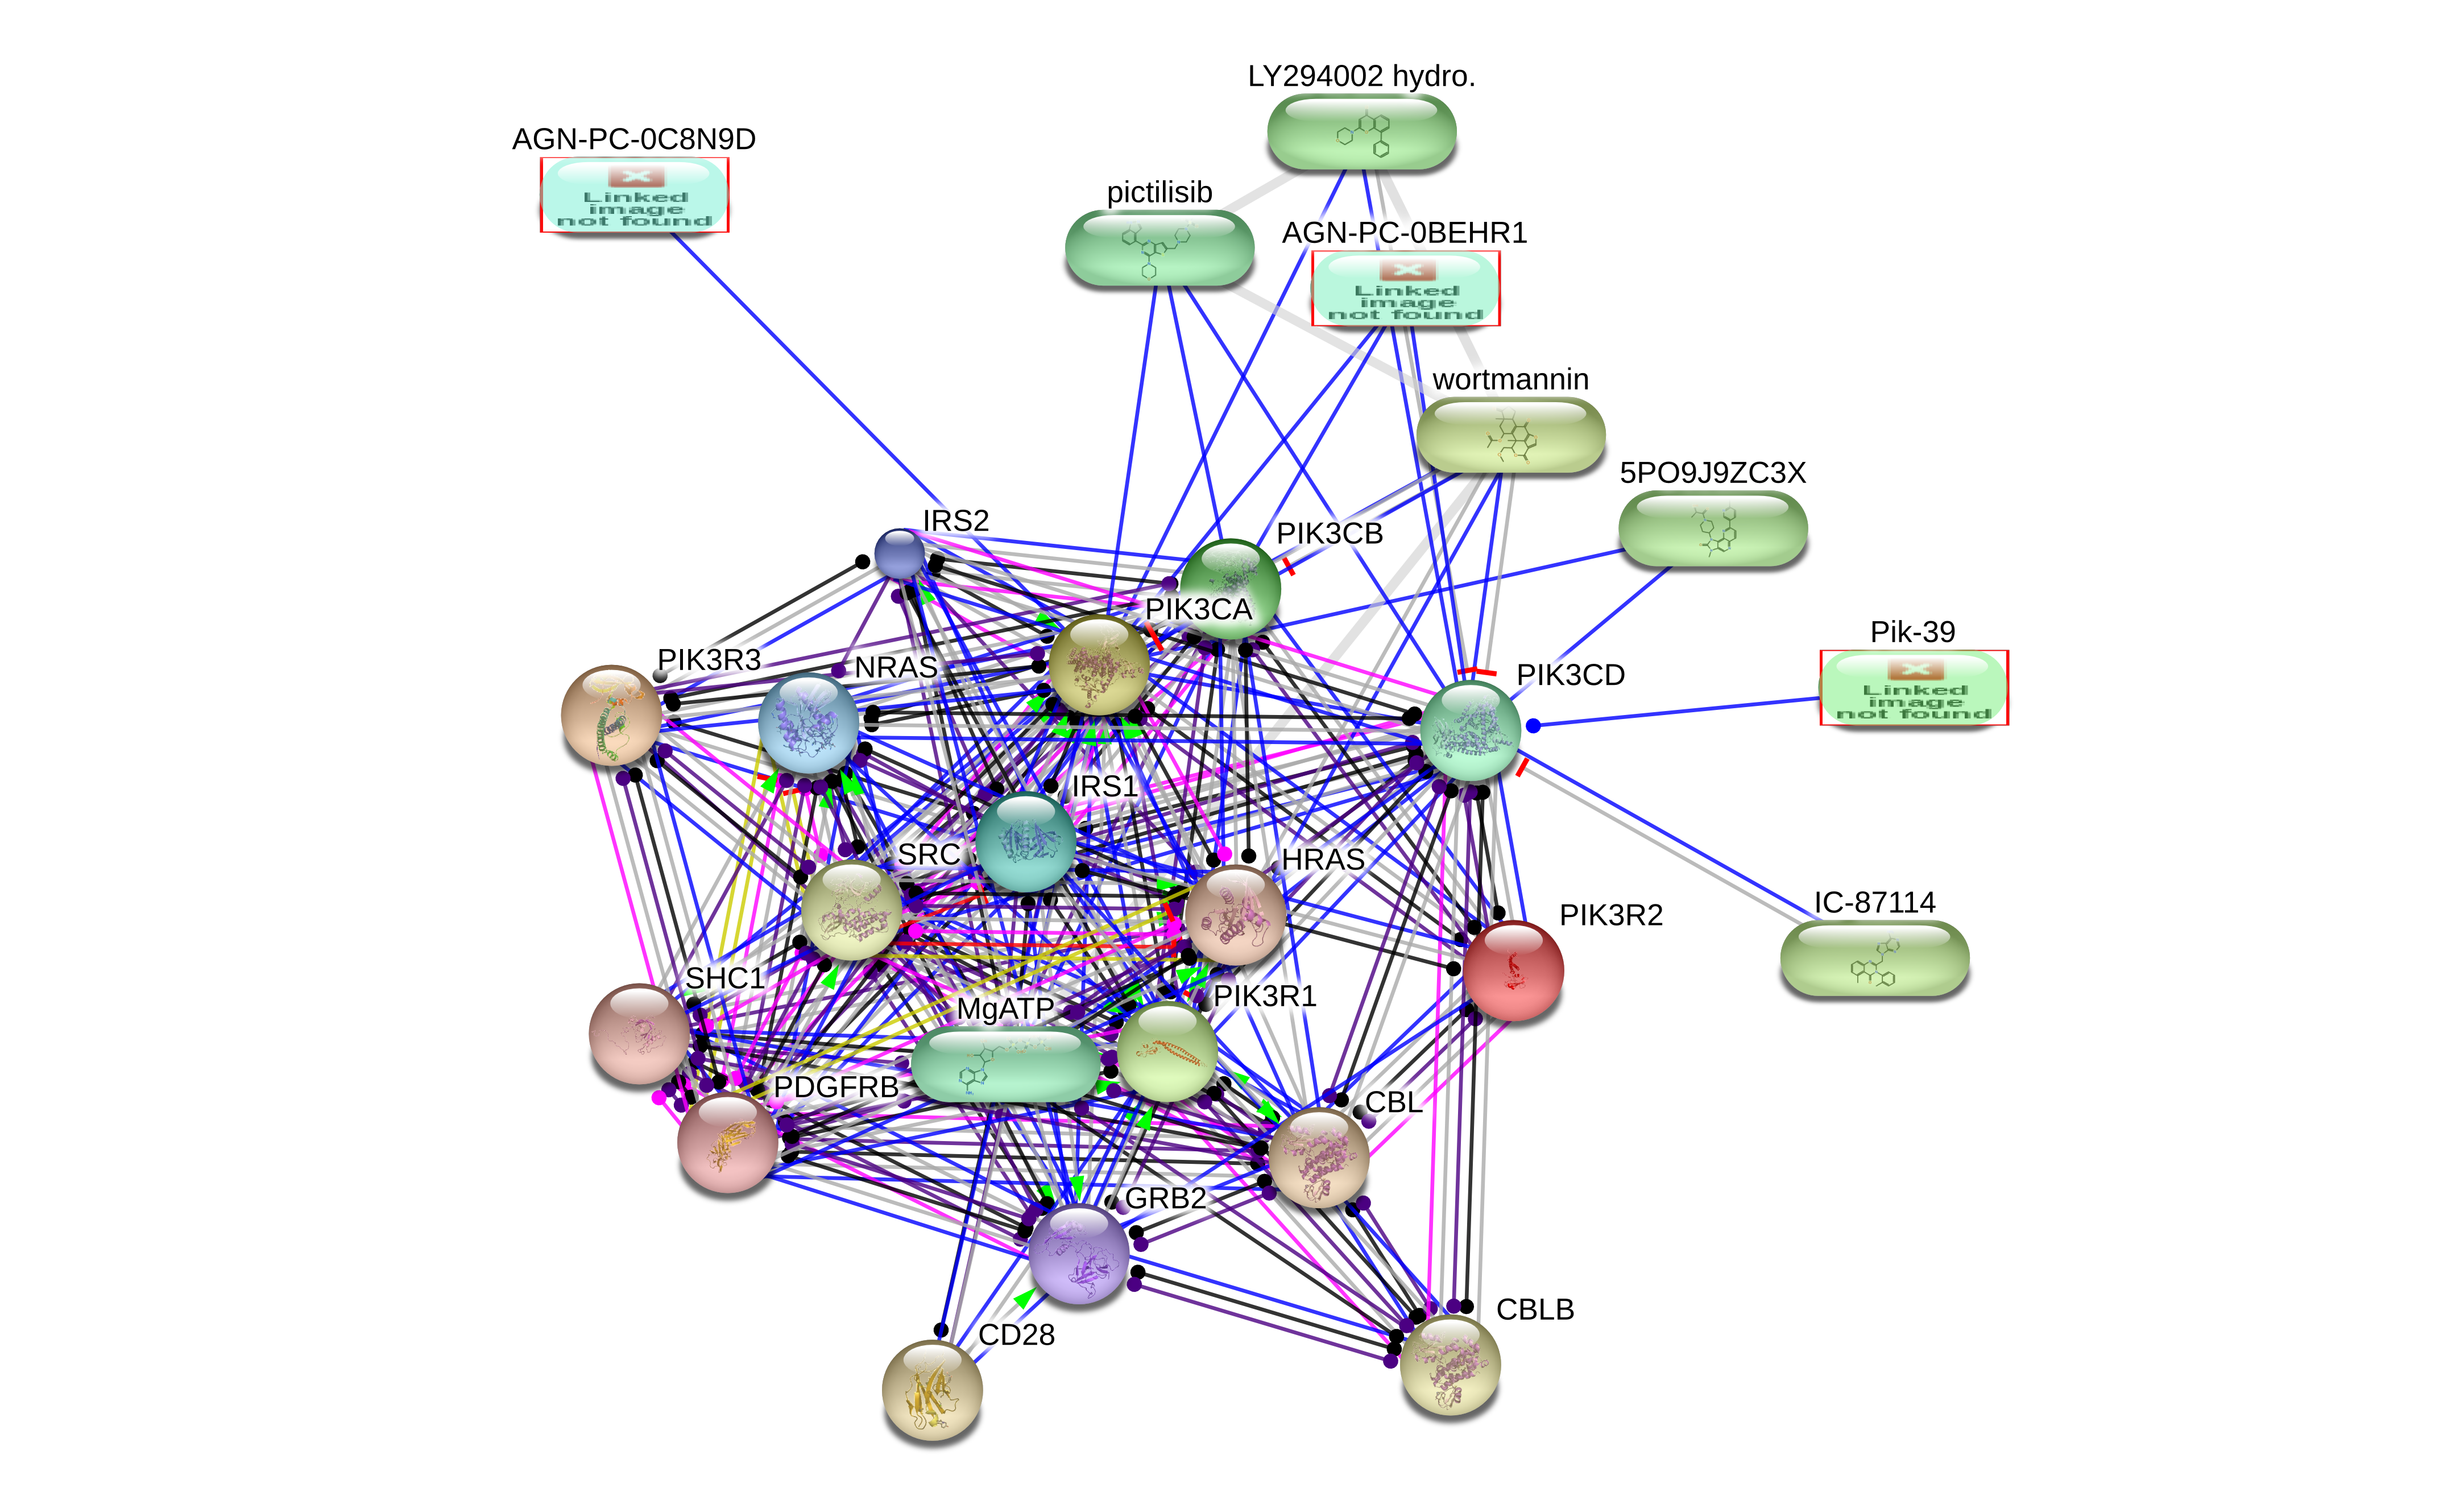 LY294002 hydro.
AGN-PC-0C8N9D
Linked
image
not found
pictilisib
AGN-PC-0BEHR1
Linked
image
not found
wortmannin
5PO9J9ZC3X
IRS2
PIK3CB
PIK3CA
Pik-39
Linked
image
not found
PIK3R3
NRAS
PIK3CD
IRS1
SRC
HRAS
IC-87114
PIK3R2
SHC1
PIK3R1
MgATP
PDGFRB
CBL
GRB2
CBLB
CD28